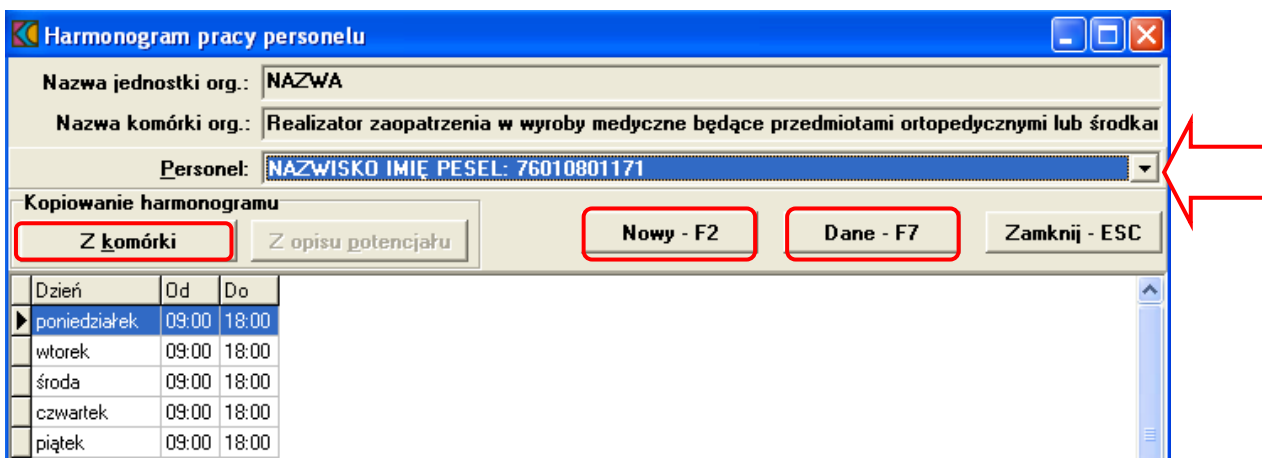 Harmonogram pracy personelu
Nazwa jednostki org.: NAZWA
Nazwa komórki org.: Realizator zaopatrzenia w wyroby medyczne będące przedmiotami ortopedycznymi lub środkar
Personel: NAZWISKO IMIĘ PESEL: 76010801171
Kopiowanie harmonogramu
Z komórki Z opisu potencjału Nowy - F2 Dane - F7 Zamknij - ESC
Dzień Od Do
poniedziałek 09:00 18:00
wtorek 09:00 18:00
środa 09:00 18:00
czwartek 09:00 18:00
piątek 09:00 18:00